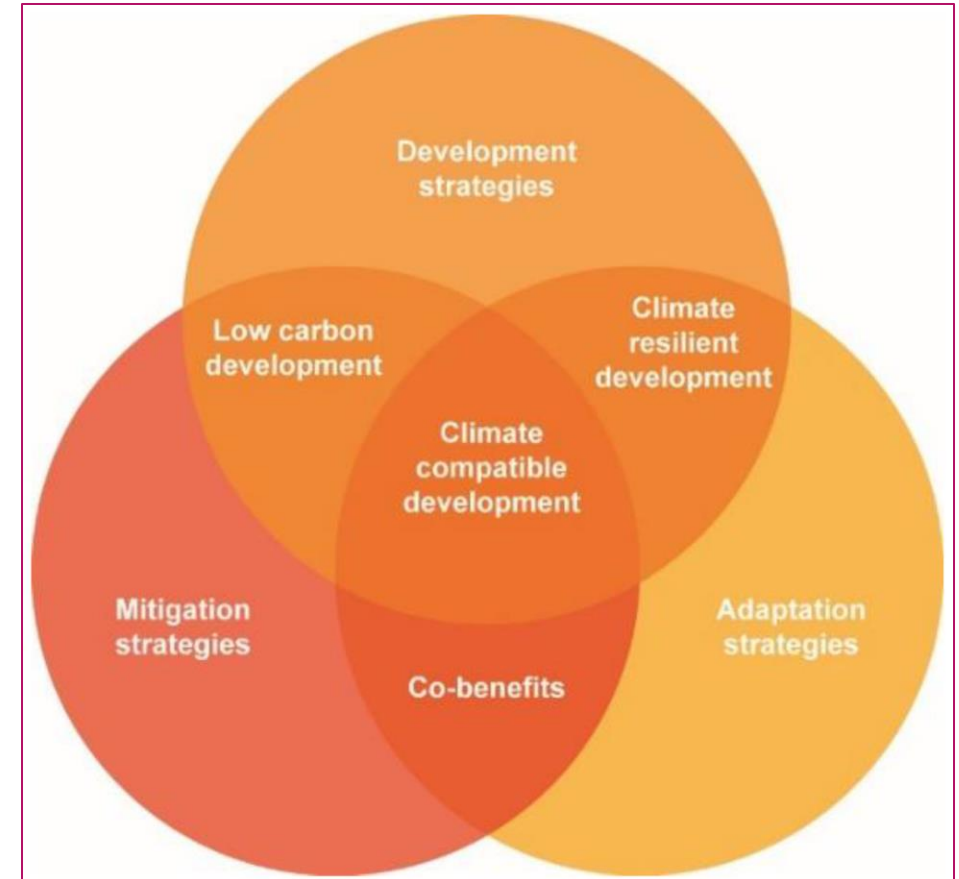 Development
strategies
Low carbon
development
Climate
resilient
development
Climate
compatible
development
Mitigation
strategies
Adaptation
strategies
Co-benefits